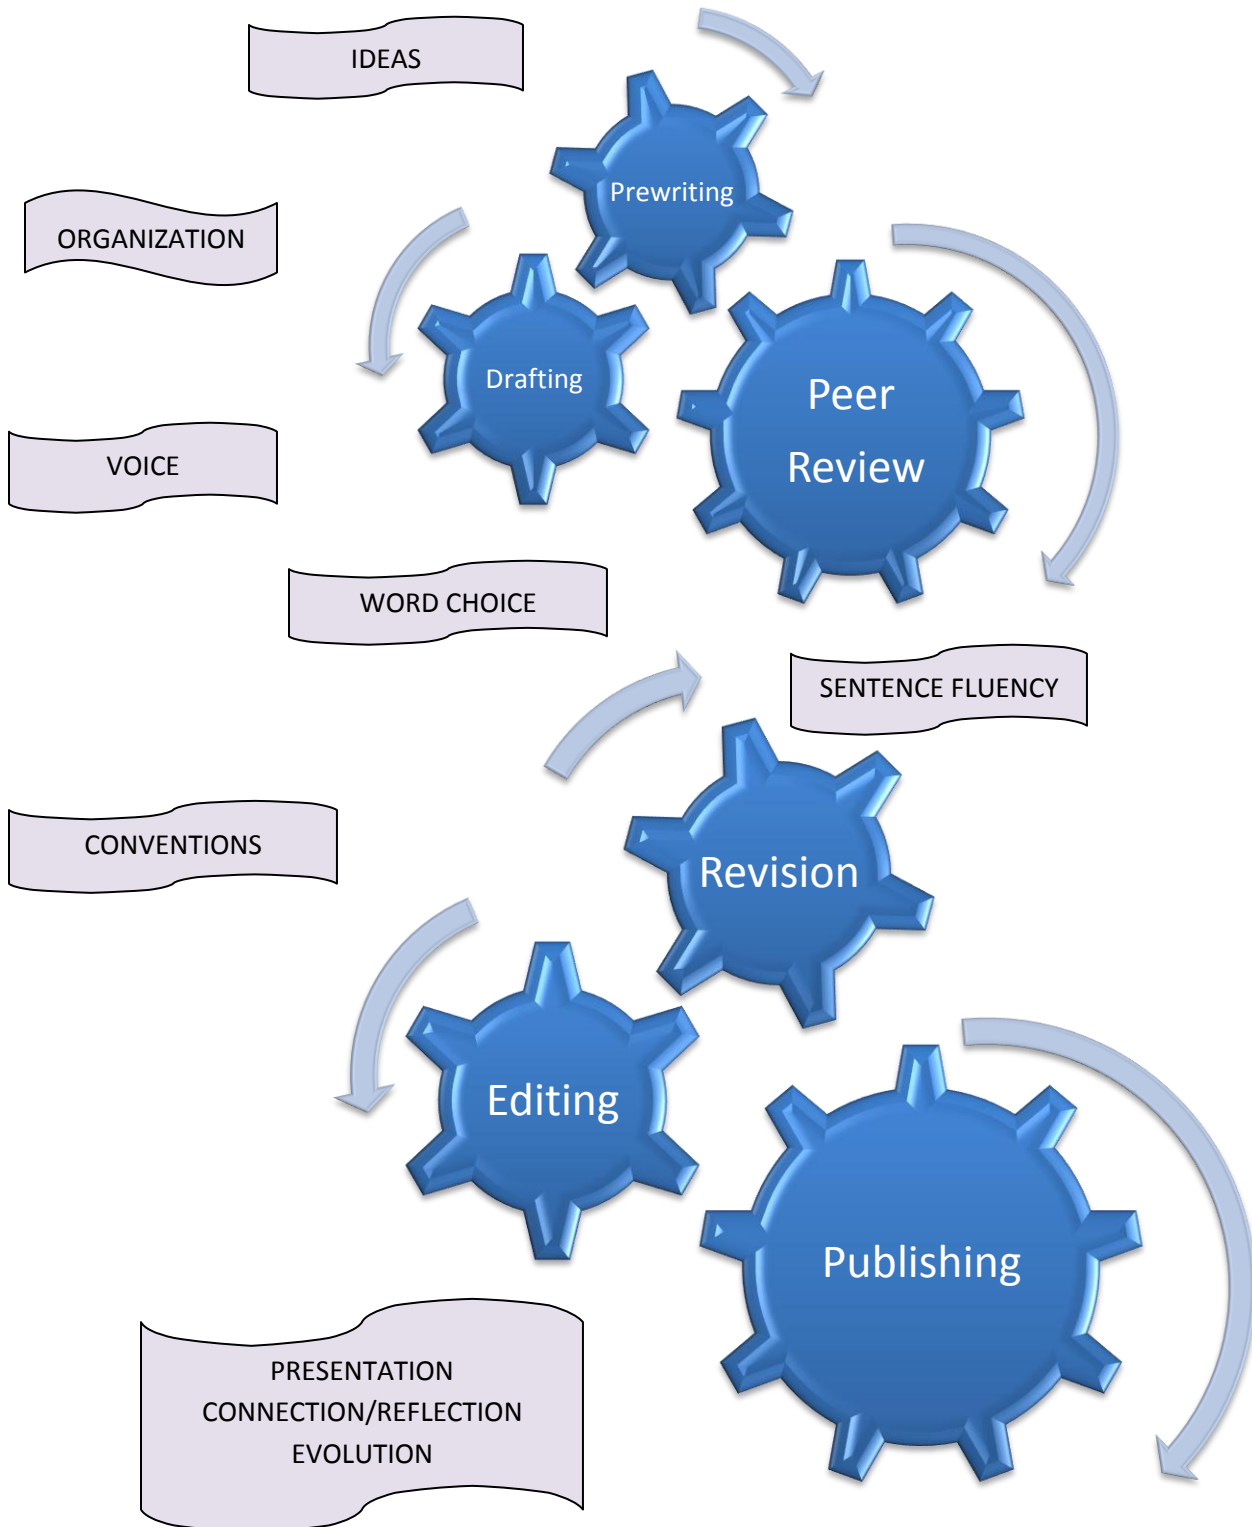 IDEAS
Prewriting
ORGANIZATION
Drafting
Peer
Review
VOICE
WORD CHOICE
SENTENCE FLUENCY
CONVENTIONS
Revision
Editing
Publishing
PRESENTATION
CONNECTION/REFLECTION
EVOLUTION